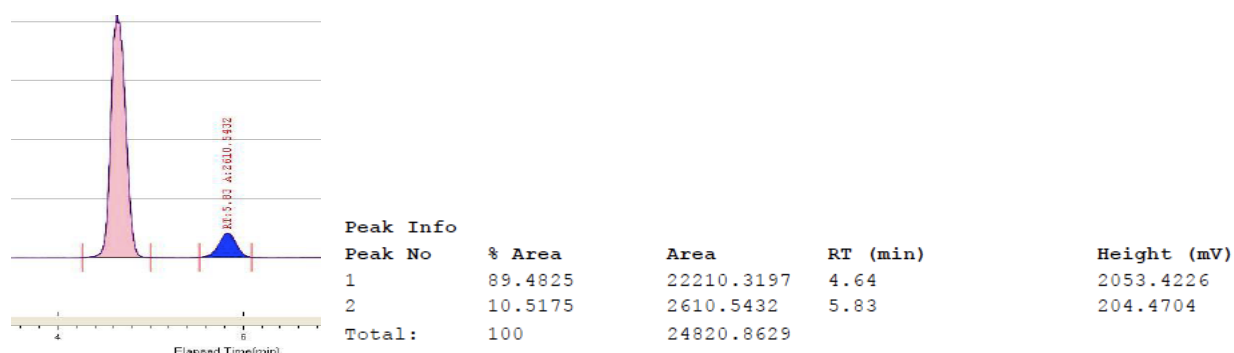 RT:5.83 A:2610.5432
4 6
Elapsed Time(min)
Peak Info
Peak No % Area Area RT (min) Height (mV)
1 89.4825 22210.3197 4.64 2053.4226
2 10.5175 2610.5432 5.83 204.4704
Total: 100 24820.8629